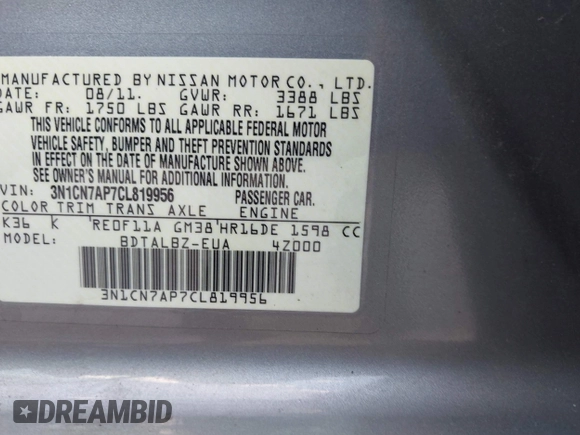 MANUFACTURED BY NISSAN MOTOR CO., LTD.
DATE: 08/11. GVWR: 3388 LBS
GAWR FR: 1750 LBS GAWR RR: 1671 LBS
THIS VEHICLE CONFORMS TO ALL APPLICABLE FEDERAL MOTOR
VEHICLE SAFETY, BUMPER AND THEFT PREVENTION STANDARDS
IN EFFECT ON THE DATE OF MANUFACTURE SHOWN ABOVE.
SEE OWNER'S MANUAL FOR ADDITIONAL INFORMATION.
VIN: 3N1CN7AP7CL819956 PASSENGER CAR.
COLOR TRIM TRANS AXLE ENGINE
K36 K RE0F11A GM38 HR16DE 1598 CC
MODEL: BDTALBZ-EUA 4Z000
3N1CN7AP7CL819956
DREAMBID